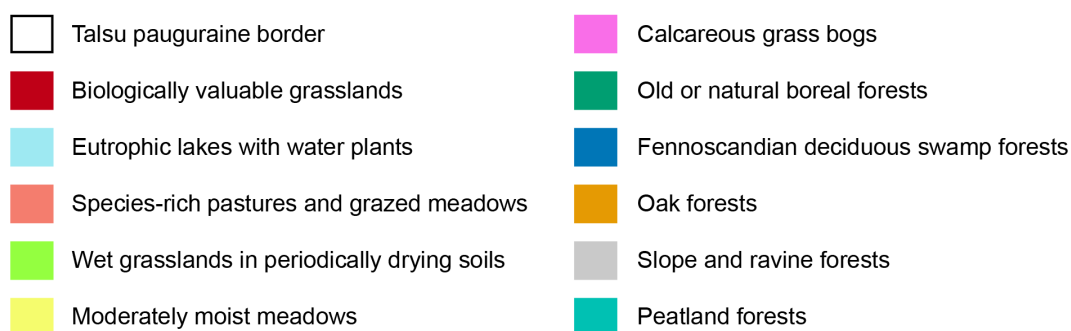 Talsu pauguraine border
Biologically valuable grasslands
Eutrophic lakes with water plants
Species-rich pastures and grazed meadows
Wet grasslands in periodically drying soils
Moderately moist meadows
Calcareous grass bogs
Old or natural boreal forests
Fennoscandian deciduous swamp forests
Oak forests
Slope and ravine forests
Peatland forests